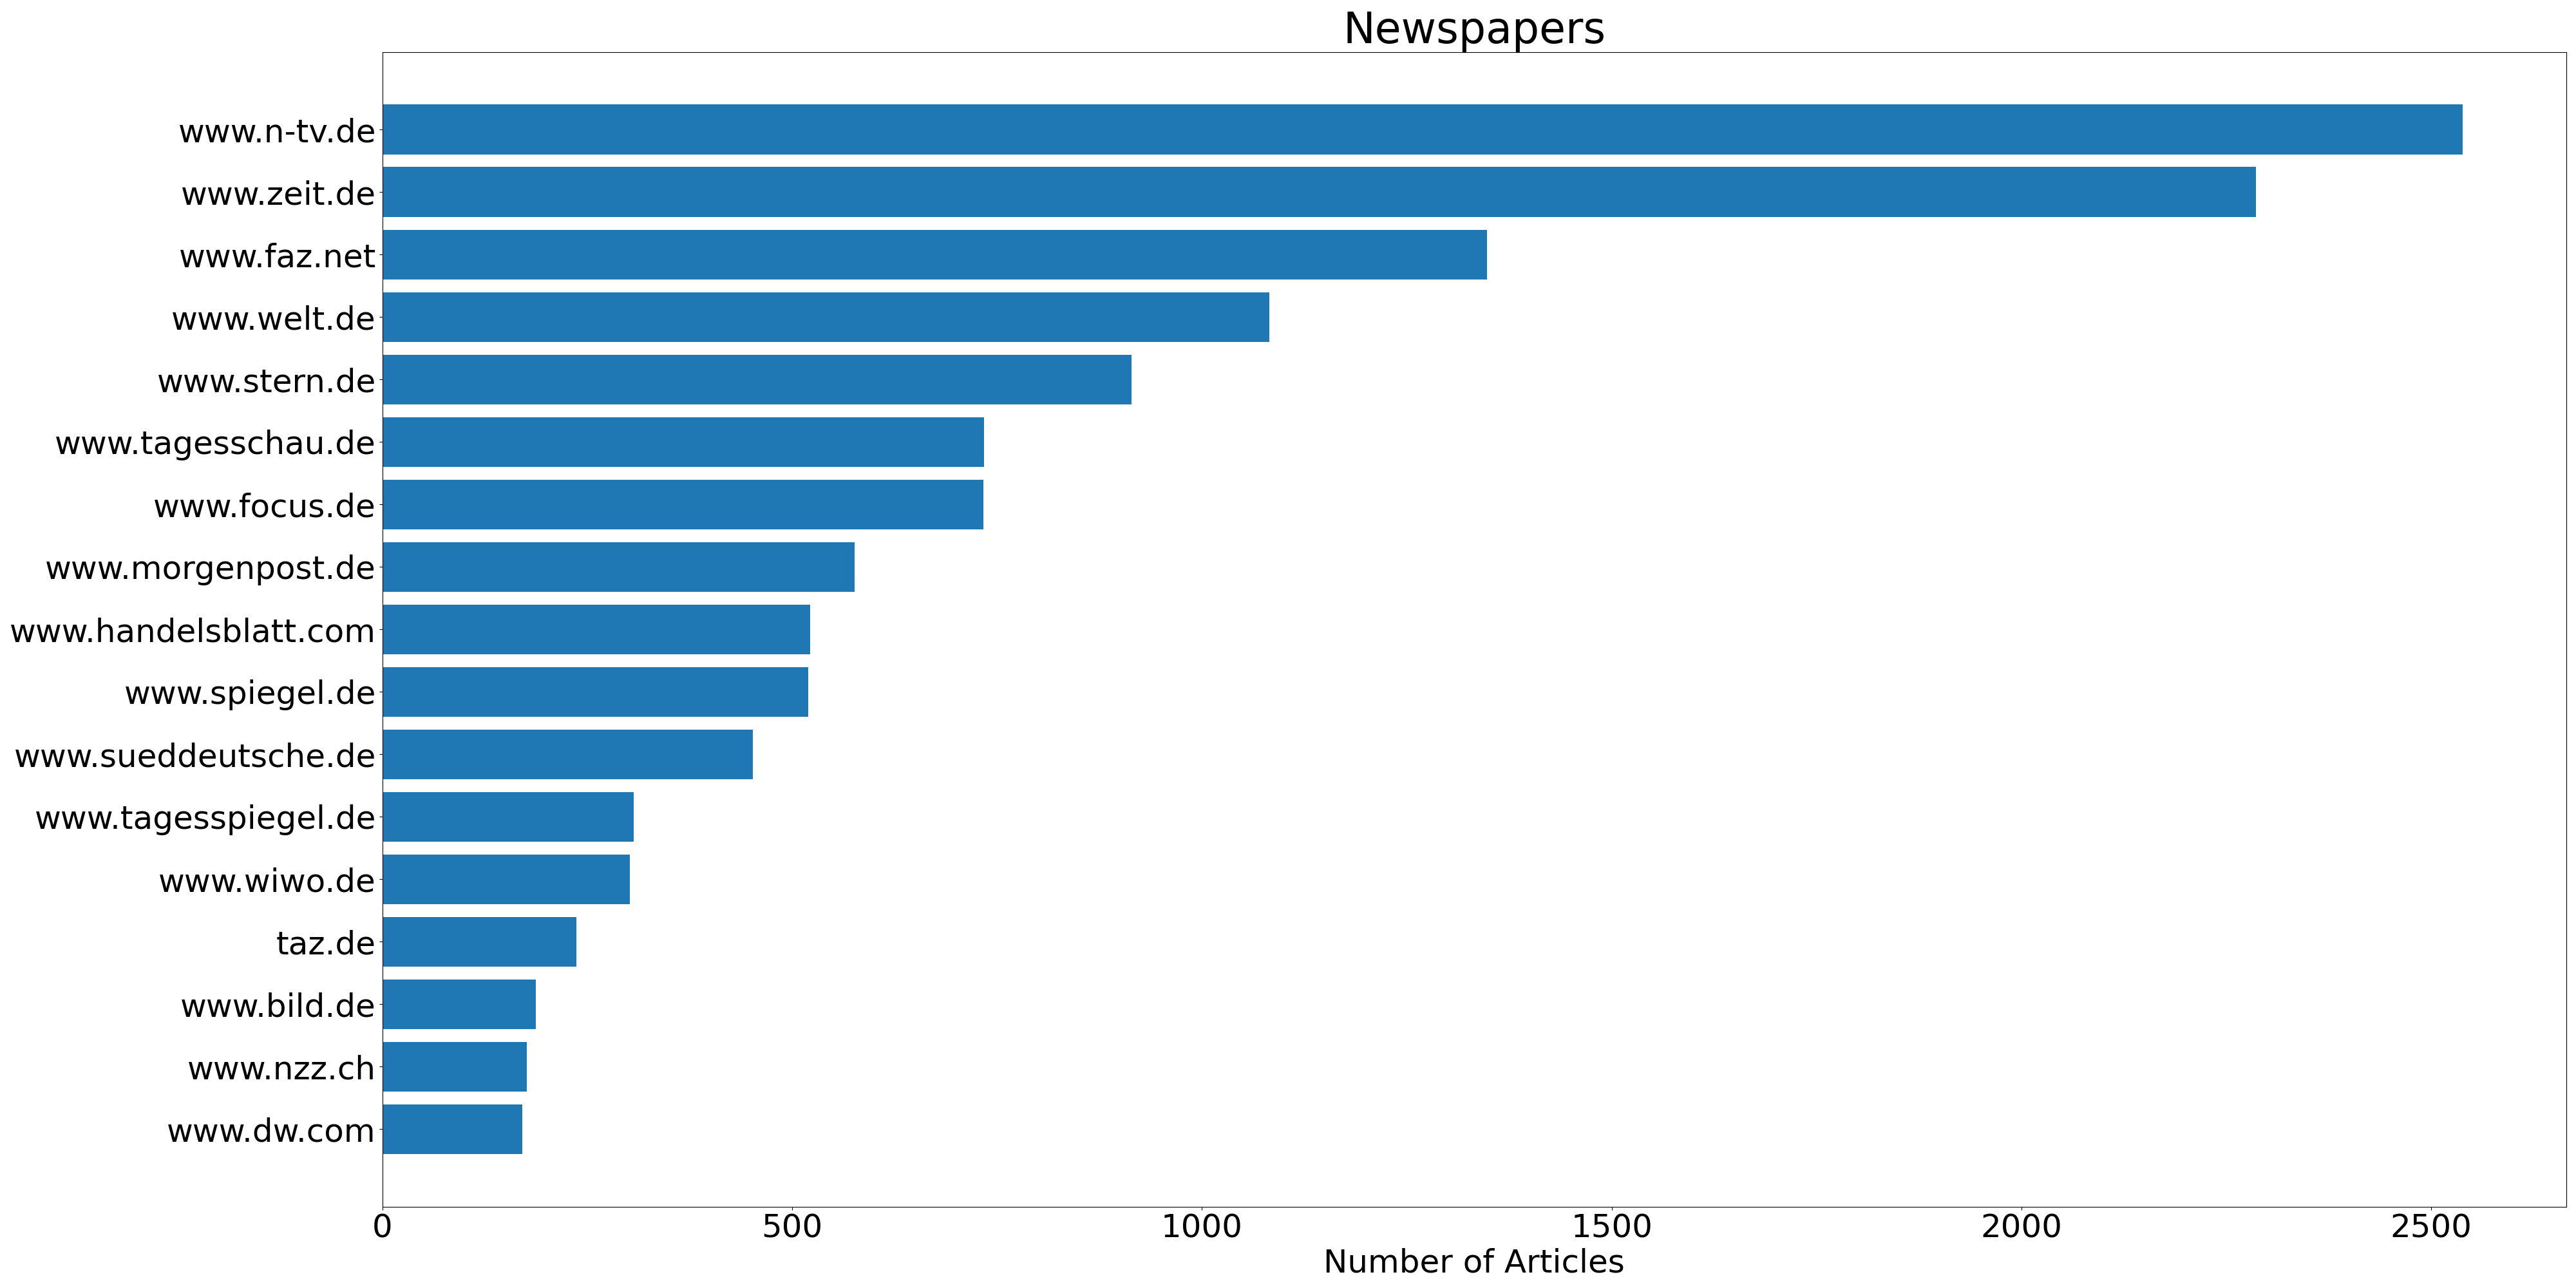 Newspapers
www.n-tv.de
www.zeit.de
www.faz.net
www.welt.de
www.stern.de
www.tagesschau.de
www.focus.de
www.morgenpost.de
www.handelsblatt.com
www.spiegel.de
www.sueddeutsche.de
www.tagesspiegel.de
www.wiwo.de
taz.de
www.bild.de
www.nzz.ch
www.dw.com
0 500 1000 1500 2000 2500
Number of Articles